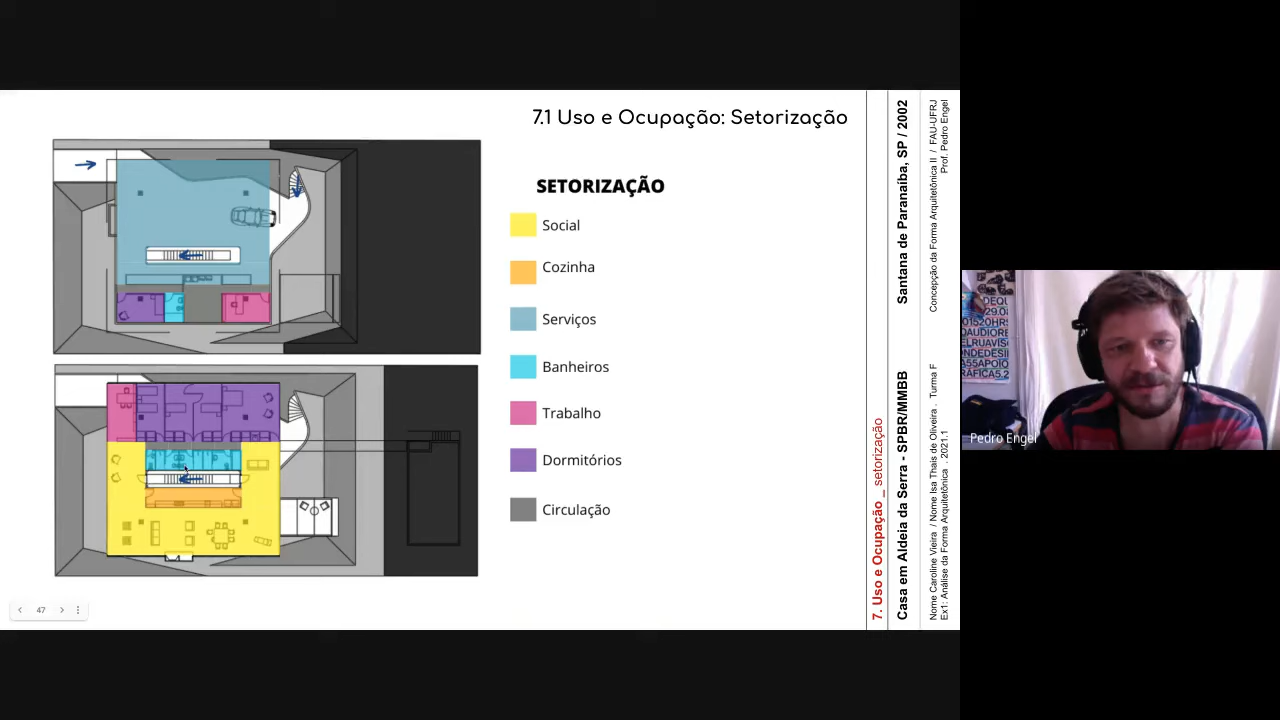 7.1 Uso e Ocupação: Setorização
SETORIZAÇÃO
Social
Cozinha
Serviços
Banheiros
Trabalho
Dormitórios
Circulação
47
7. Uso e Ocupação _ setorização
Casa em Aldeia da Serra - SPBR/MMBB
Santana de Paranaíba, SP / 2002
Nome Caroline Vieira / Nome Isa Thais de Oliveira . Turma F
Ex1: Análise da Forma Arquitetônica . 2021.1
Concepção da Forma Arquitetônica II / FAU-UFRJ
Prof. Pedro Engel
Pedro Engel